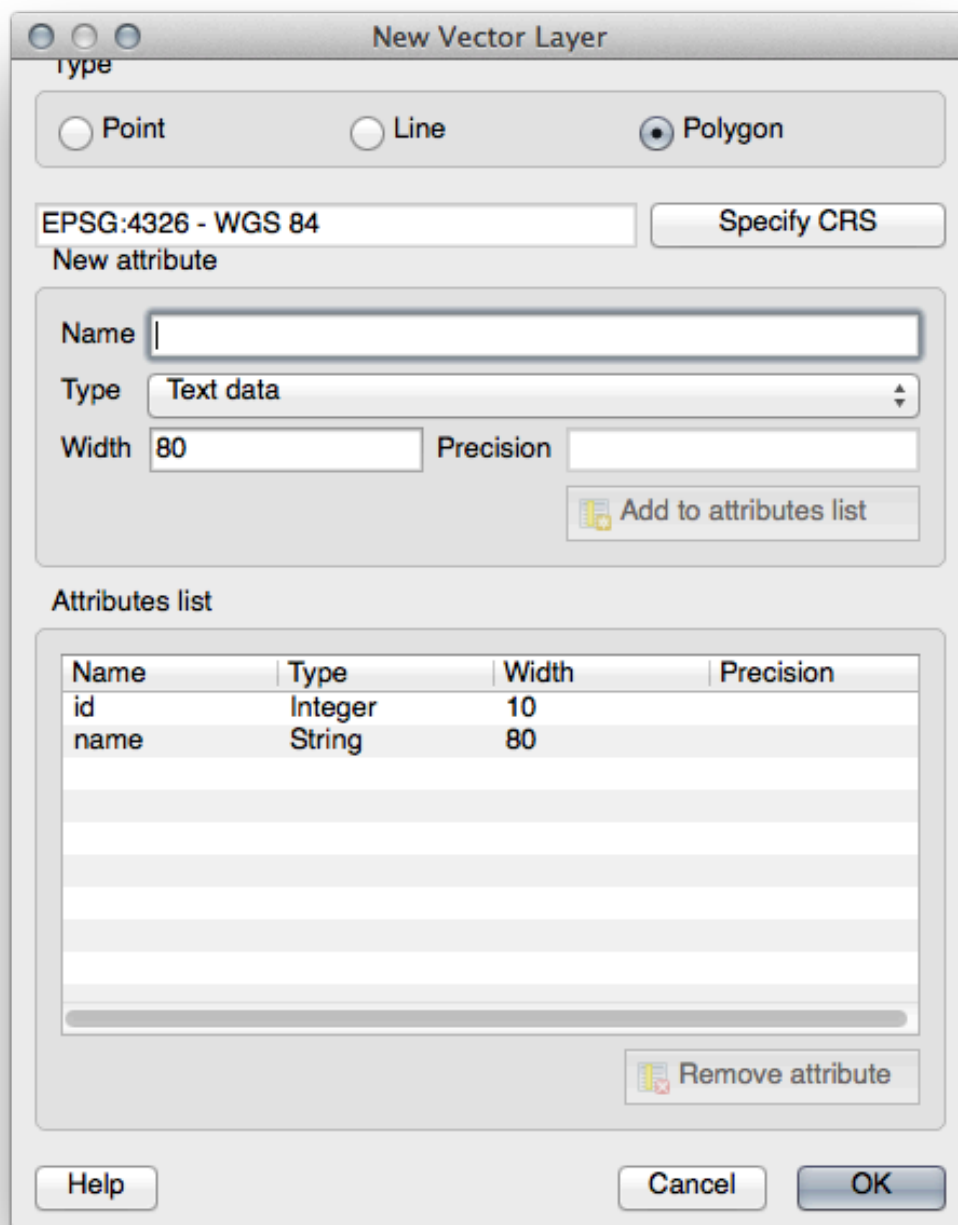 New Vector Layer
Type
Point Line Polygon
EPSG:4326 - WGS 84 Specify CRS
New attribute
Name
Type Text data
Width 80 Precision
Add to attributes list
Attributes list
Name Type Width Precision
id Integer 10
name String 80
Remove attribute
Help Cancel OK